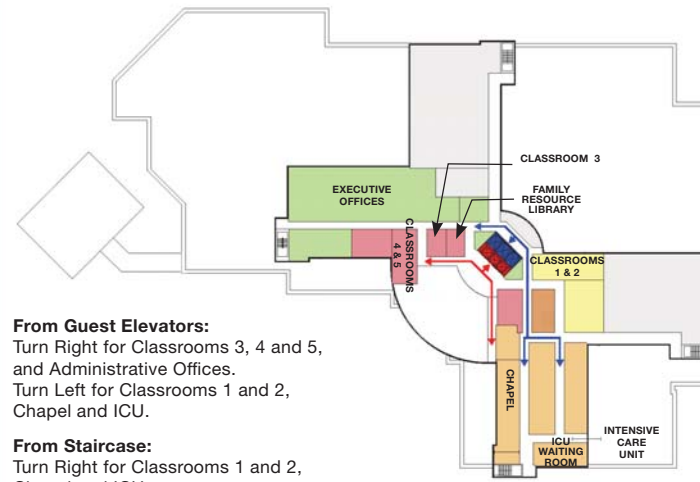 CLASSROOM 3
FAMILY
RESOURCE
LIBRARY
EXECUTIVE
OFFICES
CLASSROOMS
4 & 5
CLASSROOMS
1 & 2
From Guest Elevators:
Turn Right for Classrooms 3, 4 and 5,
and Administrative Offices.
Turn Left for Classrooms 1 and 2,
Chapel and ICU.
CHAPEL
INTENSIVE
CARE
UNIT
ICU
WAITING
ROOM
From Staircase:
Turn Right for Classrooms 1 and 2,